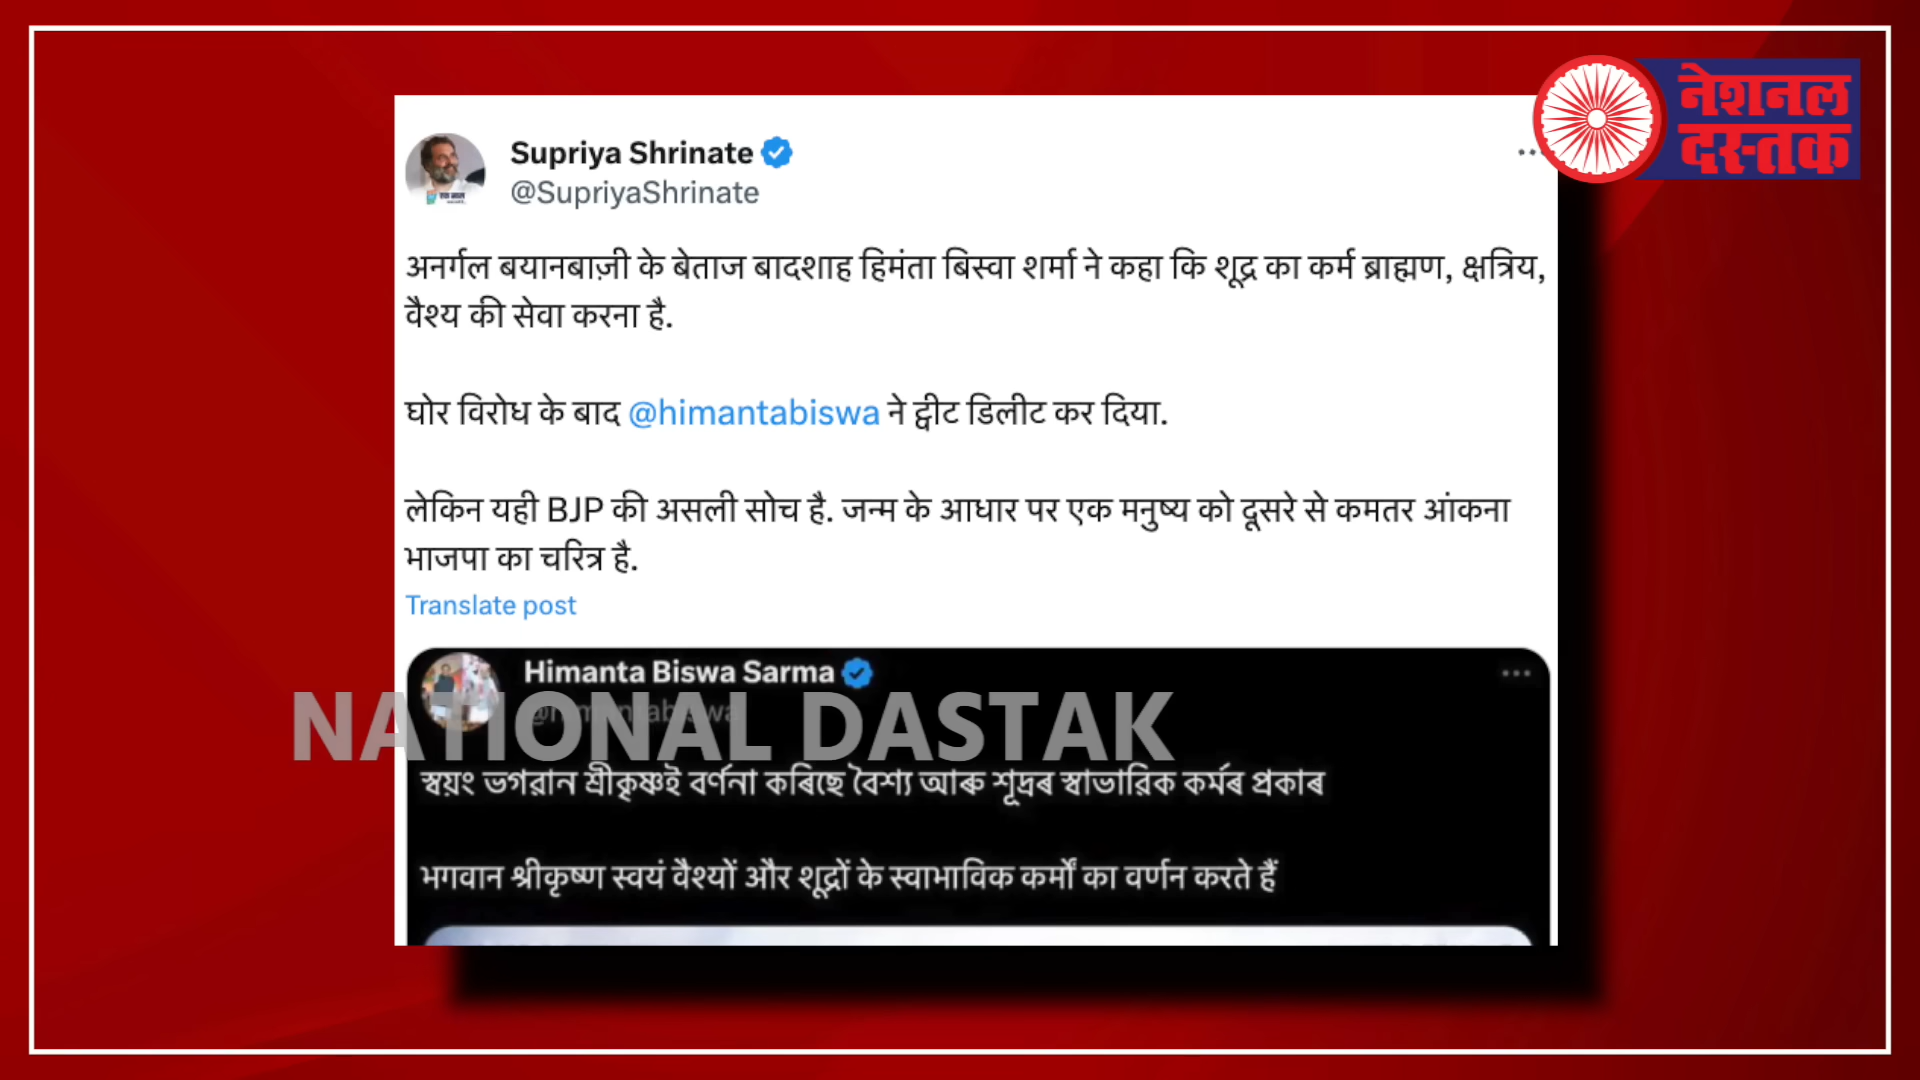 नेशनल
दस्तक
Supriya Shrinate
@SupriyaShrinate
अनर्गल बयानबाज़ी के बेताज बादशाह हिमंता बिस्वा शर्मा ने कहा कि शूद्र का कर्म ब्राह्मण, क्षत्रिय,
वैश्य की सेवा करना है.
घोर विरोध के बाद @himantabiswa ने ट्वीट डिलीट कर दिया.
लेकिन यही BJP की असली सोच है. जन्म के आधार पर एक मनुष्य को दूसरे से कमतर आंकना
भाजपा का चरित्र है.
Translate post
Himanta Biswa Sarma
@himantabiswa
NATIONAL DASTAK
স্বয়ং ভগৱান শ্ৰীকৃষ্ণই বৰ্ণনা কৰিছে বৈশ্য আৰু শূদ্ৰৰ স্বাভাৱিক কৰ্মৰ প্ৰকাৰ
भगवान श्रीकृष्ण स्वयं वैश्यों और शूद्रों के स्वाभाविक कर्मों का वर्णन करते हैं